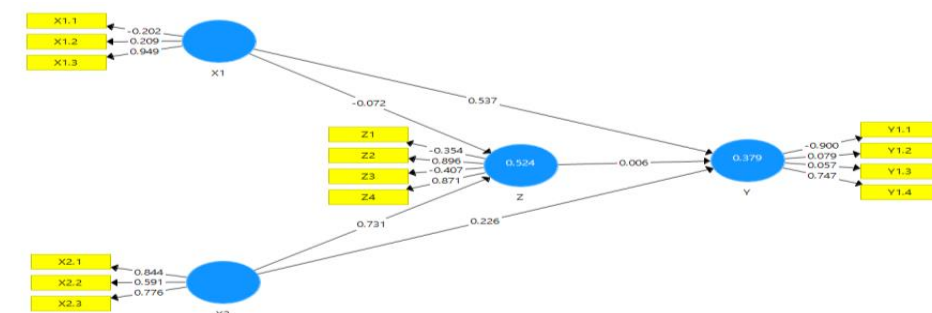 X1.1
-0.202
X1.2
0.209
X1.3
0.949
X1
-0.072
0.537
Z1
-0.354
Z2
0.896
Z3
-0.407
Z4
0.871
0.524
Z
0.006
0.379
Y
-0.900
Y1.1
0.079
Y1.2
0.057
Y1.3
0.747
Y1.4
0.731
0.226
X2.1
0.844
X2.2
0.591
X2.3
0.776